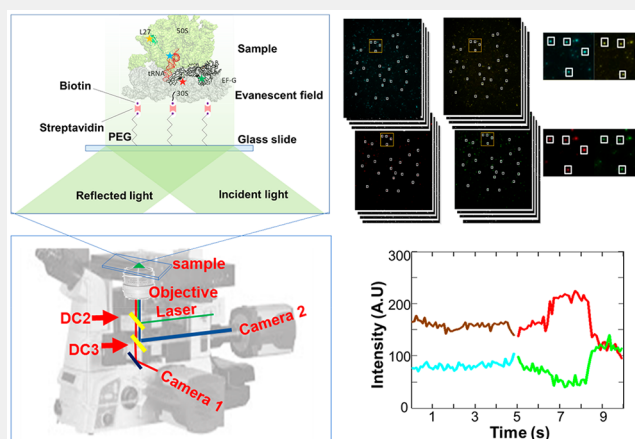 L27
50S
Sample
tRNA
EF-G
Biotin
30S
Evanescent field
Streptavidin
PEG
Glass slide
Reflected light
Incident light
sample
Objective
Laser
DC2
Camera 2
DC3
Camera 1
Intensity (A.U)
300
200
100
0
1
3
5
7
9
Time (s)